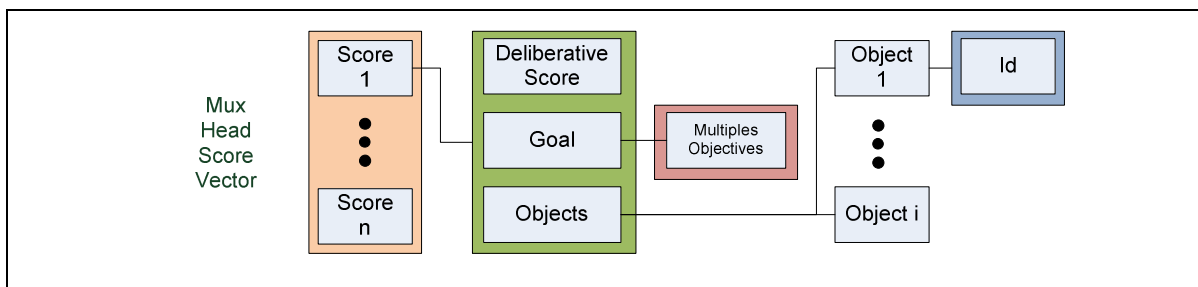 Mux
Head
Score
Vector
Score
1
Score
n
Deliberative
Score
Goal
Objects
Multiples
Objectives
Object
1
Object i
Id